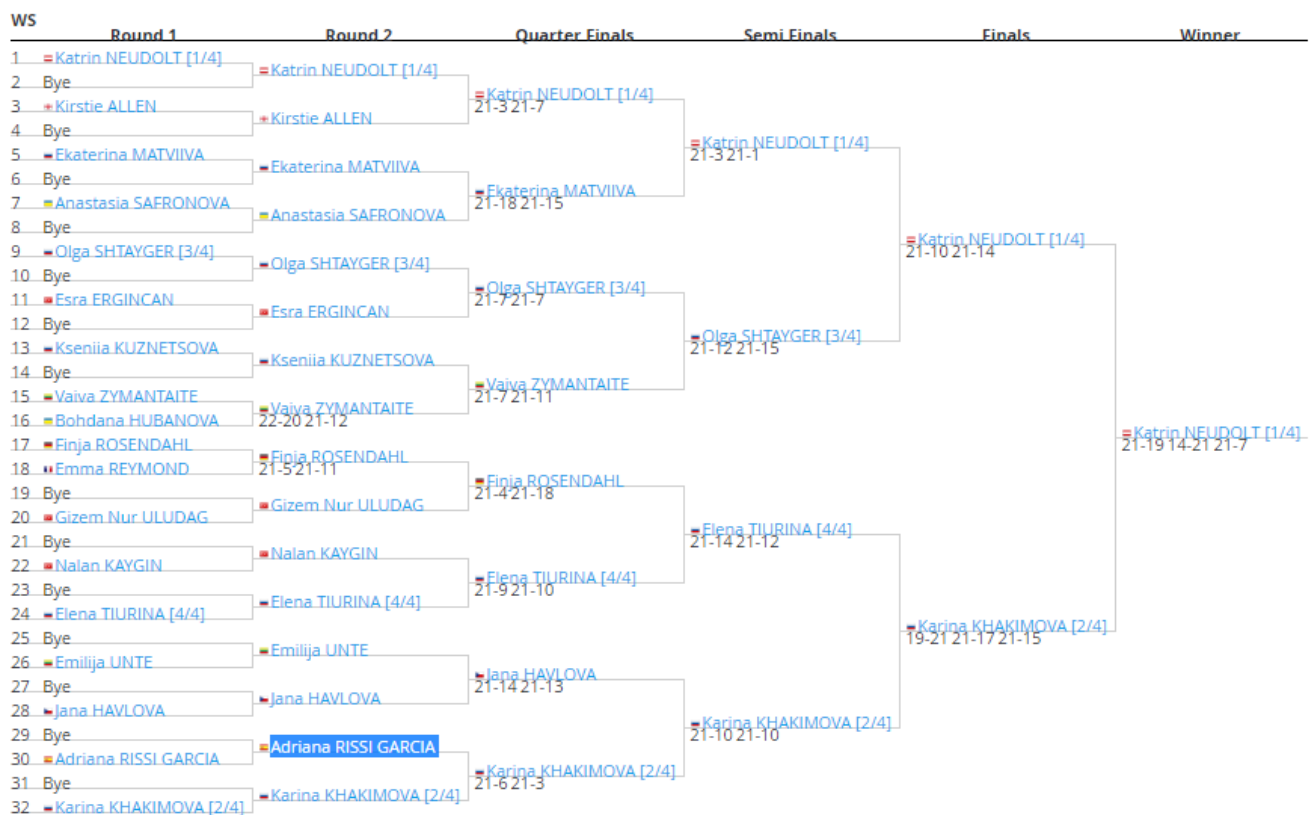 WS
Round 1 Round 2 Quarter Finals Semi Finals Finals Winner
1 Katrin NEUDOLT [1/4]
Katrin NEUDOLT [1/4]
2 Bye
Katrin NEUDOLT [1/4]
3 Kirstie ALLEN
21-3 21-7
Kirstie ALLEN
4 Bye
Katrin NEUDOLT [1/4]
5 Ekaterina MATVIIVA
21-3 21-1
Ekaterina MATVIIVA
6 Bye
Ekaterina MATVIIVA
7 Anastasia SAFRONOVA
21-18 21-15
Anastasia SAFRONOVA
8 Bye
Katrin NEUDOLT [1/4]
9 Olga SHTAYGER [3/4]
21-10 21-14
Olga SHTAYGER [3/4]
10 Bye
Olga SHTAYGER [3/4]
11 Esra ERGINCAN
21-7 21-7
Esra ERGINCAN
12 Bye
Olga SHTAYGER [3/4]
13 Kseniia KUZNETSOVA
21-12 21-15
Kseniia KUZNETSOVA
14 Bye
Vaiva ZYMANTAITE
15 Vaiva ZYMANTAITE
21-7 21-11
Vaiva ZYMANTAITE
16 Bohdana HUBANOVA
22-20 21-12
Katrin NEUDOLT [1/4]
17 Finja ROSENDAHL
21-19 14-21 21-7
Finja ROSENDAHL
18 Emma REYMOND
21-5 21-11
Finja ROSENDAHL
19 Bye
21-4 21-18
Gizem Nur ULUDAG
20 Gizem Nur ULUDAG
Elena TIURINA [4/4]
21 Bye
21-14 21-12
Nalan KAYGIN
22 Nalan KAYGIN
Elena TIURINA [4/4]
23 Bye
21-9 21-10
Elena TIURINA [4/4]
24 Elena TIURINA [4/4]
Karina KHAKIMOVA [2/4]
25 Bye
19-21 21-17 21-15
Emilija UNTE
26 Emilija UNTE
Jana HAVLOVA
27 Bye
21-14 21-13
Jana HAVLOVA
28 Jana HAVLOVA
Karina KHAKIMOVA [2/4]
29 Bye
21-10 21-10
Adriana RISSI GARCIA
30 Adriana RISSI GARCIA
Karina KHAKIMOVA [2/4]
31 Bye
21-6 21-3
Karina KHAKIMOVA [2/4]
32 Karina KHAKIMOVA [2/4]